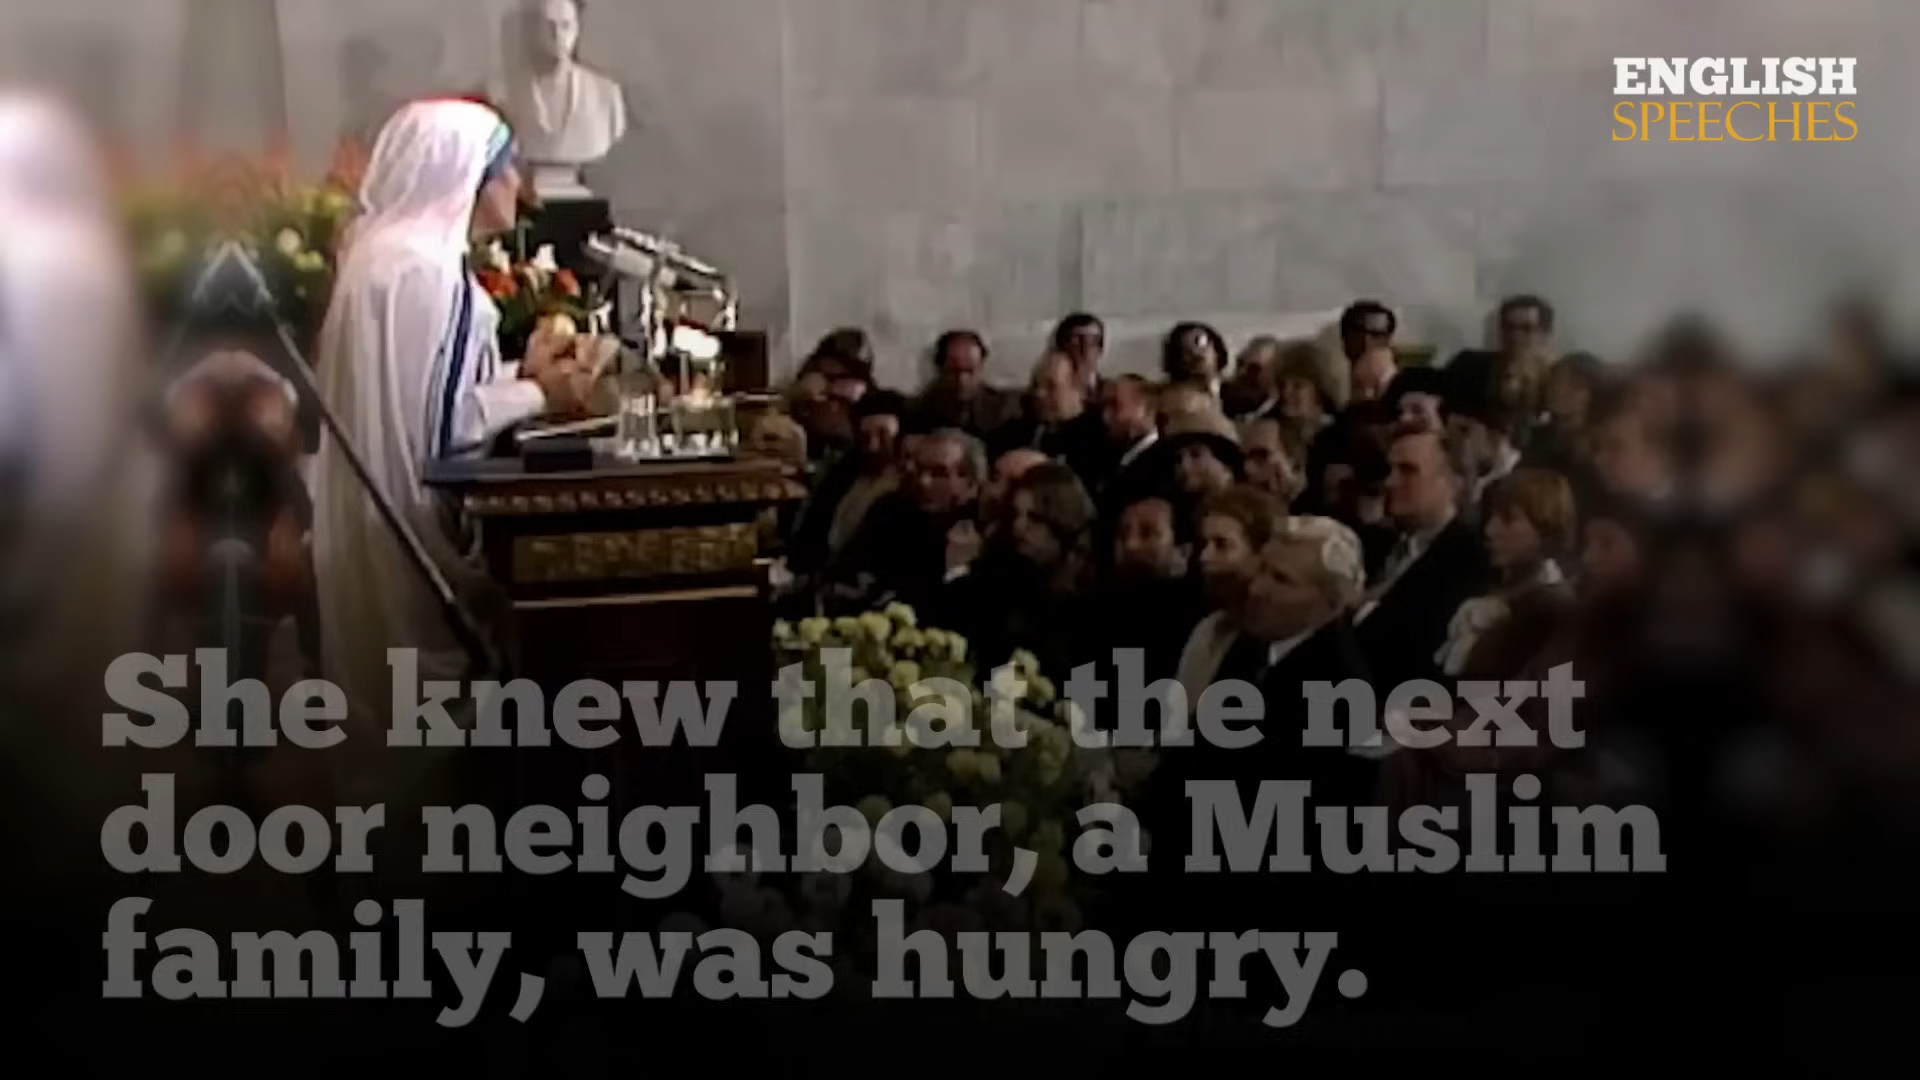 ENGLISH
SPEECHES
She knew that the next
door neighbor, a Muslim
family, was hungry.